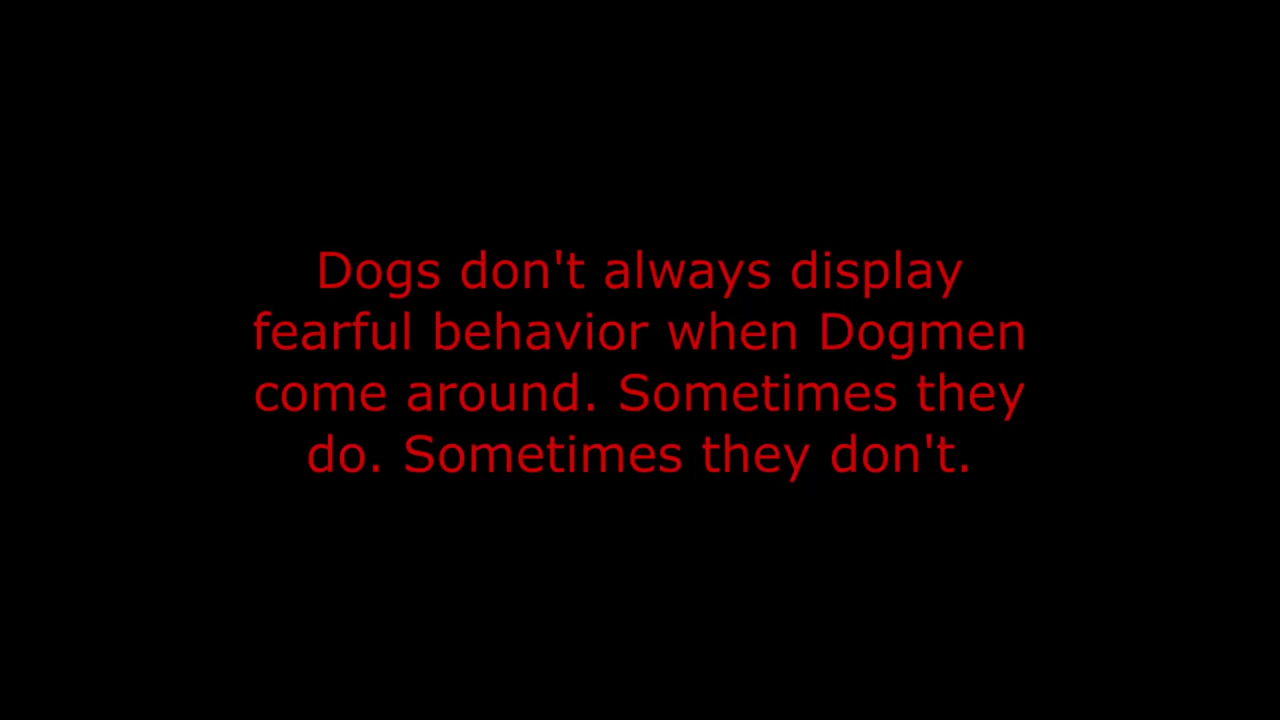 Dogs don't always display
fearful behavior when Dogmen
come around. Sometimes they
do. Sometimes they don't.